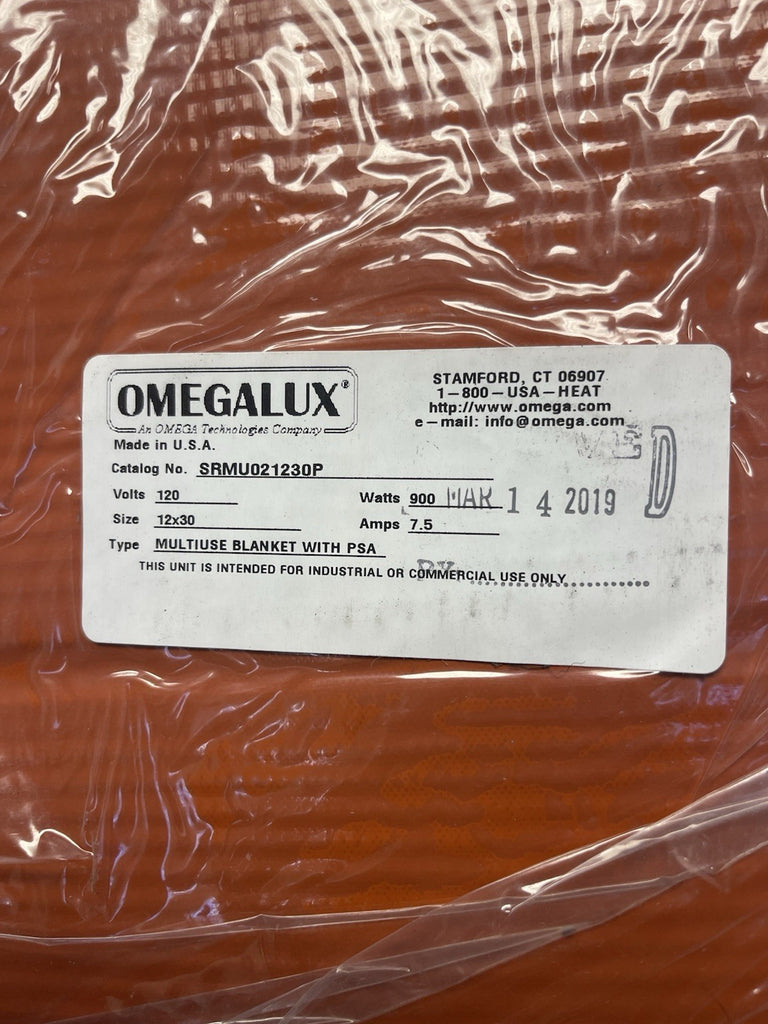 OMEGALUX®
An OMEGA Technologies Company
STAMFORD, CT 06907
1-800-USA-HEAT
http://www.omega.com
e-mail: info@omega.com
Made in U.S.A.
Catalog No. SRMU021230P
Volts 120
Watts 900
MAR 14 2019
Size 12x30
Amps 7.5
Type MULTIUSE BLANKET WITH PSA
BY
THIS UNIT IS INTENDED FOR INDUSTRIAL OR COMMERCIAL USE ONLY